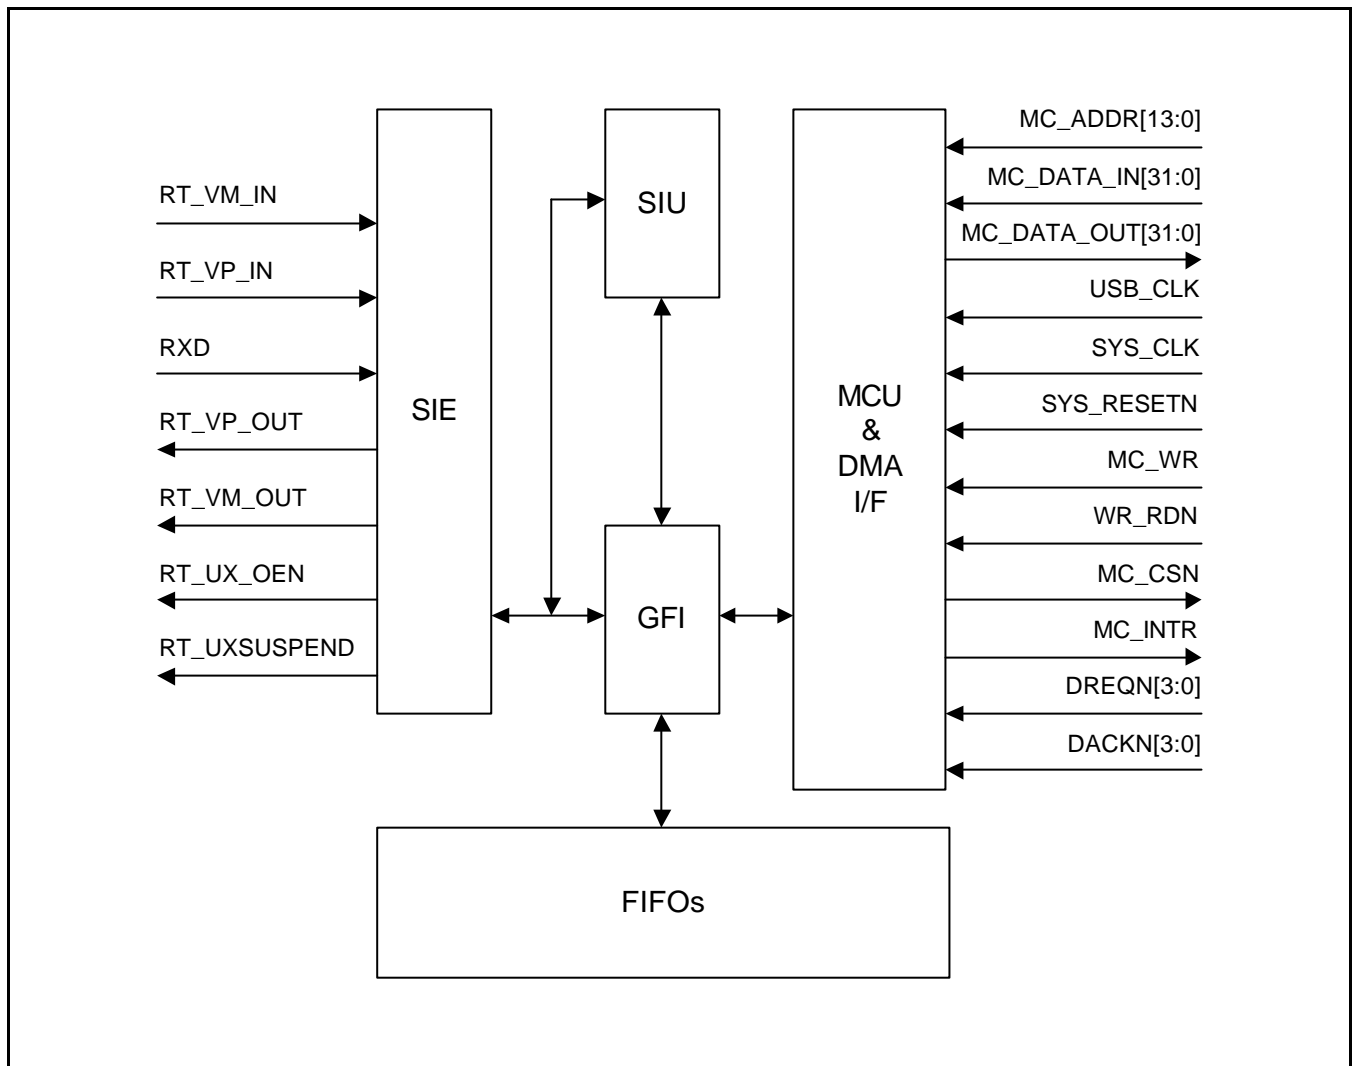 RT_VM_IN
RT_VP_IN
RXD
RT_VP_OUT
RT_VM_OUT
RT_UX_OEN
RT_UXSUSPEND
SIE
SIU
GFI
FIFOs
MCU
&
DMA
I/F
MC_ADDR[13:0]
MC_DATA_IN[31:0]
MC_DATA_OUT[31:0]
USB_CLK
SYS_CLK
SYS_RESETN
MC_WR
WR_RDN
MC_CSN
MC_INTR
DREQN[3:0]
DACKN[3:0]